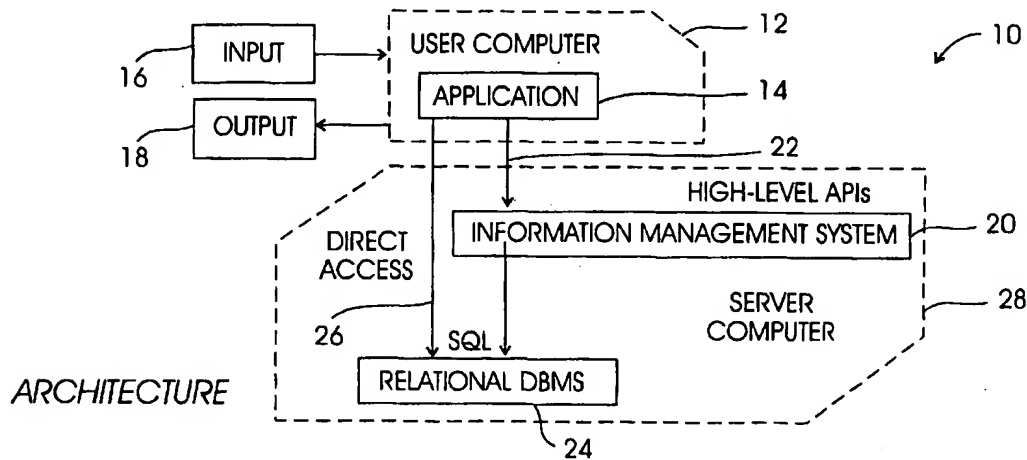 12
10
INPUT
USER COMPUTER
16
APPLICATION
14
OUTPUT
18
22
HIGH-LEVEL APIs
INFORMATION MANAGEMENT SYSTEM
20
DIRECT
ACCESS
28
SERVER
COMPUTER
26
SQL
RELATIONAL DBMS
ARCHITECTURE
24